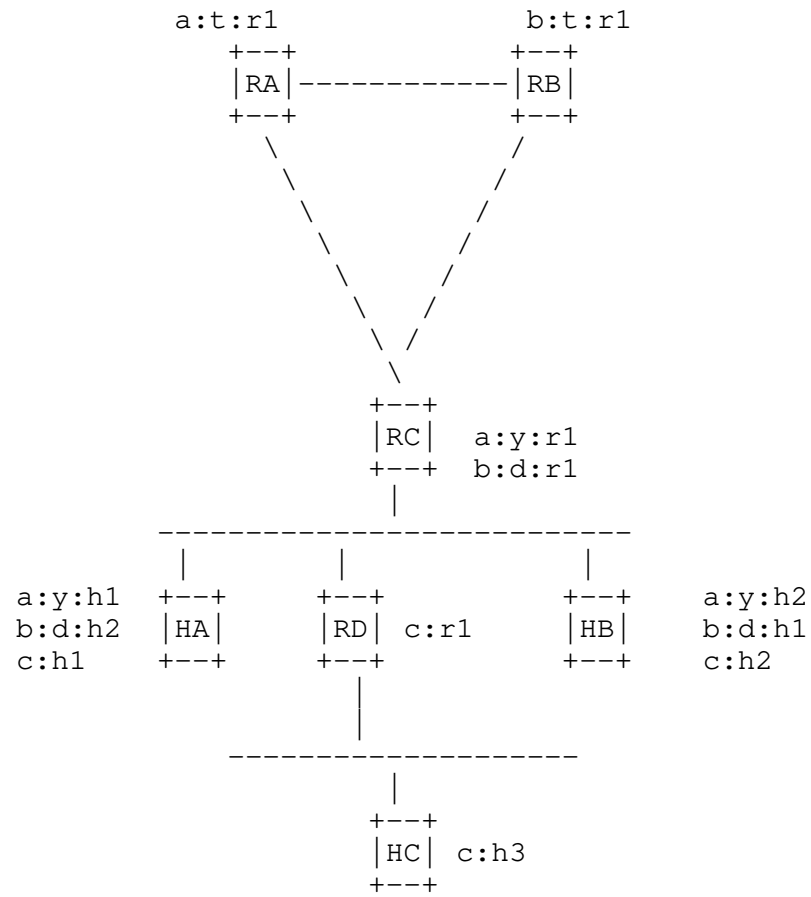 a:t:r1 b:t:r1
RA RB
RC a:y:r1
b:d:r1
a:y:h1 a:y:h2
b:d:h2 HA RD c:r1 HB b:d:h1
c:h1 c:h2
HC c:h3